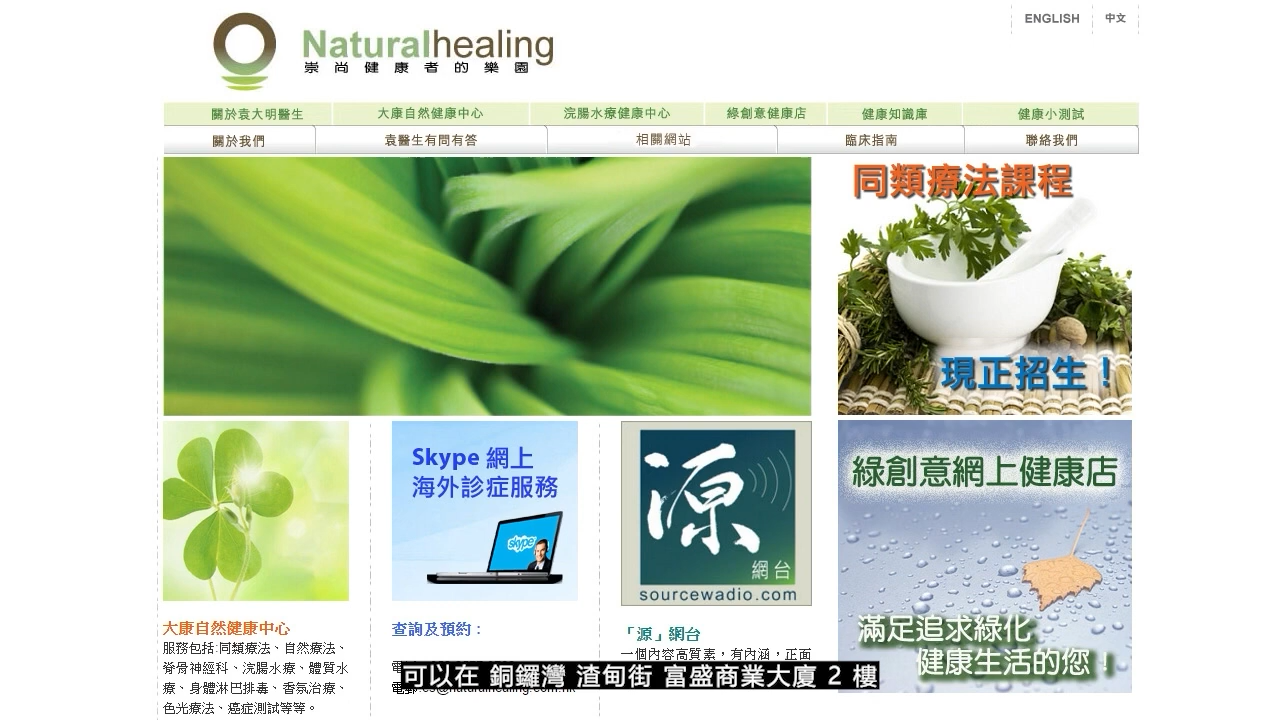 ENGLISH 中文
Naturalhealing
崇尚健康者的樂園
關於袁大明醫生 大康自然健康中心 浣腸水療健康中心 綠創意健康店 健康知識庫 健康小測試
關於我們 袁醫生有問有答 相關網站 臨床指南 聯絡我們
同類療法課程
現正招生！
Skype 網上
海外診症服務
skype
源
網台
sourcewadio.com
綠創意網上健康店
滿足追求綠化
健康生活的您！
大康自然健康中心
服務包括:同類療法、自然療法、
脊骨神經科、浣腸水療、體質水
療、身體淋巴排毒、香氛治療、
色光療法、癌症測試等等。
查詢及預約：
「源」網台
一個內容高質素，有內涵，正面
可以在 銅鑼灣 渣甸街 富盛商業大廈 2 樓